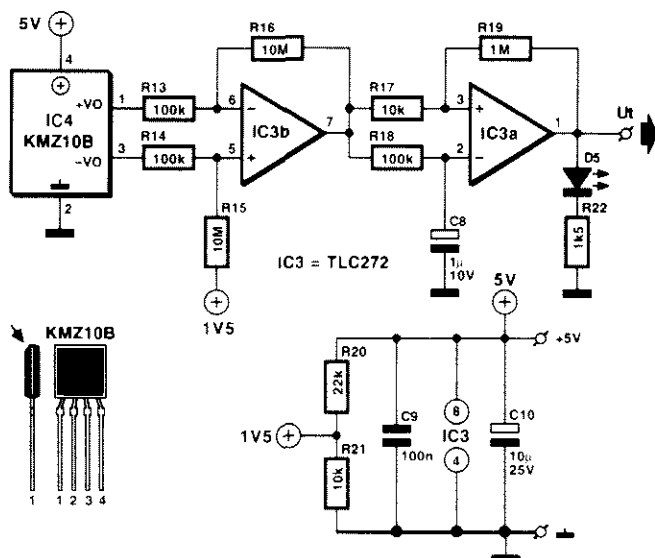 5V
4
+VO
IC4
KMZ10B
-VO
2
1
3
R13
100k
R14
100k
R16
10M
6
-
5
+
IC3b
7
R15
10M
1V5
R17
10k
R18
100k
R19
1M
3
+
2
-
IC3a
1
Ut
D5
R22
1k5
C8
1µ
10V
IC3 = TLC272
KMZ10B
1
1 2 3 4
5V
+5V
R20
22k
1V5
R21
10k
C9
100n
8
IC3
4
C10
10µ
25V